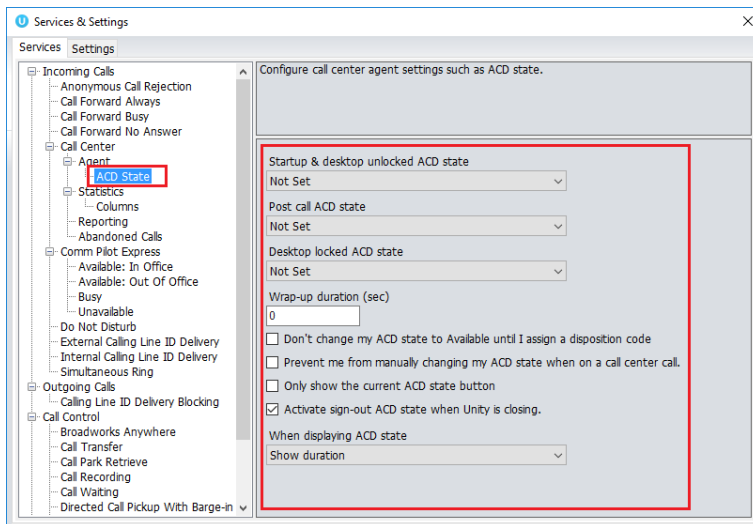 Services & Settings
Services Settings
Incoming Calls
Anonymous Call Rejection
Call Forward Always
Call Forward Busy
Call Forward No Answer
Call Center
Agent
ACD State
Statistics
Columns
Reporting
Abandoned Calls
Comm Pilot Express
Available: In Office
Available: Out Of Office
Busy
Unavailable
Do Not Disturb
External Calling Line ID Delivery
Internal Calling Line ID Delivery
Simultaneous Ring
Outgoing Calls
Calling Line ID Delivery Blocking
Call Control
Broadworks Anywhere
Call Transfer
Call Park Retrieve
Call Recording
Call Waiting
Directed Call Pickup With Barge-in
Configure call center agent settings such as ACD state.
Startup & desktop unlocked ACD state
Not Set
Post call ACD state
Not Set
Desktop locked ACD state
Not Set
Wrap-up duration (sec)
0
Don't change my ACD state to Available until I assign a disposition code
Prevent me from manually changing my ACD state when on a call center call.
Only show the current ACD state button
Activate sign-out ACD state when Unity is closing.
When displaying ACD state
Show duration